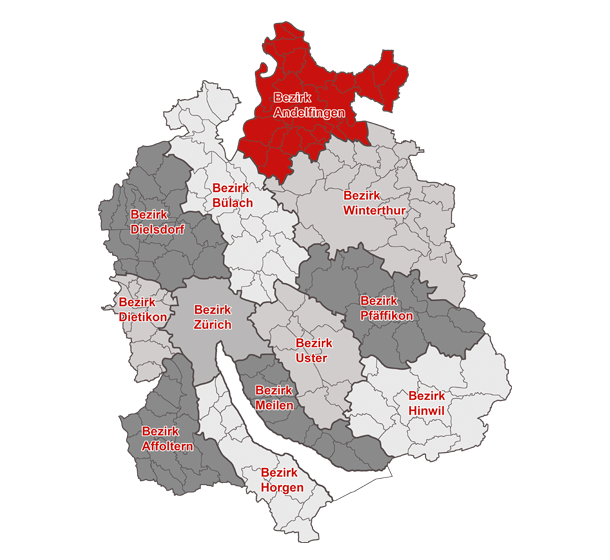 Bezirk
Andelfingen
Bezirk
Bülach
Bezirk
Winterthur
Bezirk
Dielsdorf
Bezirk
Dietikon
Bezirk
Zürich
Bezirk
Pfäffikon
Bezirk
Uster
Bezirk
Meilen
Bezirk
Hinwil
Bezirk
Affoltern
Bezirk
Horgen